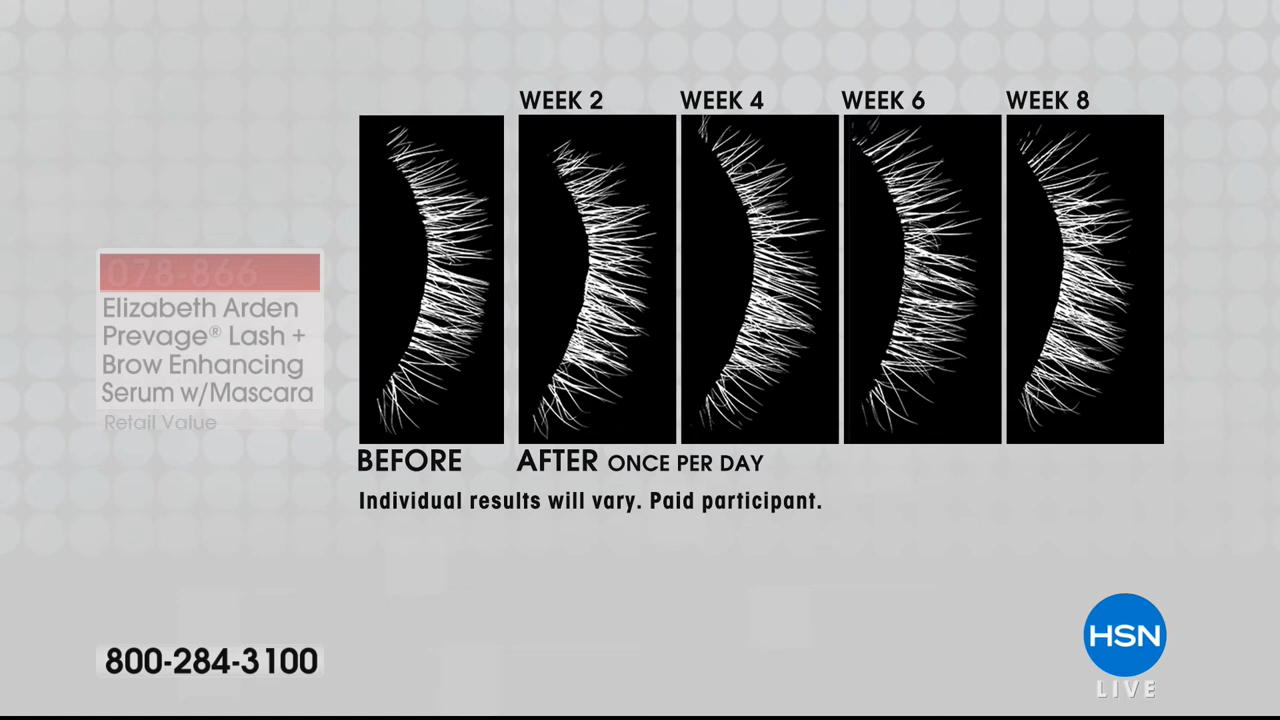 WEEK 2 WEEK 4 WEEK 6 WEEK 8
078-866
Elizabeth Arden
Prevage® Lash +
Brow Enhancing
Serum w/Mascara
Retail Value
BEFORE AFTER ONCE PER DAY
Individual results will vary. Paid participant.
800-284-3100
HSN
LIVE